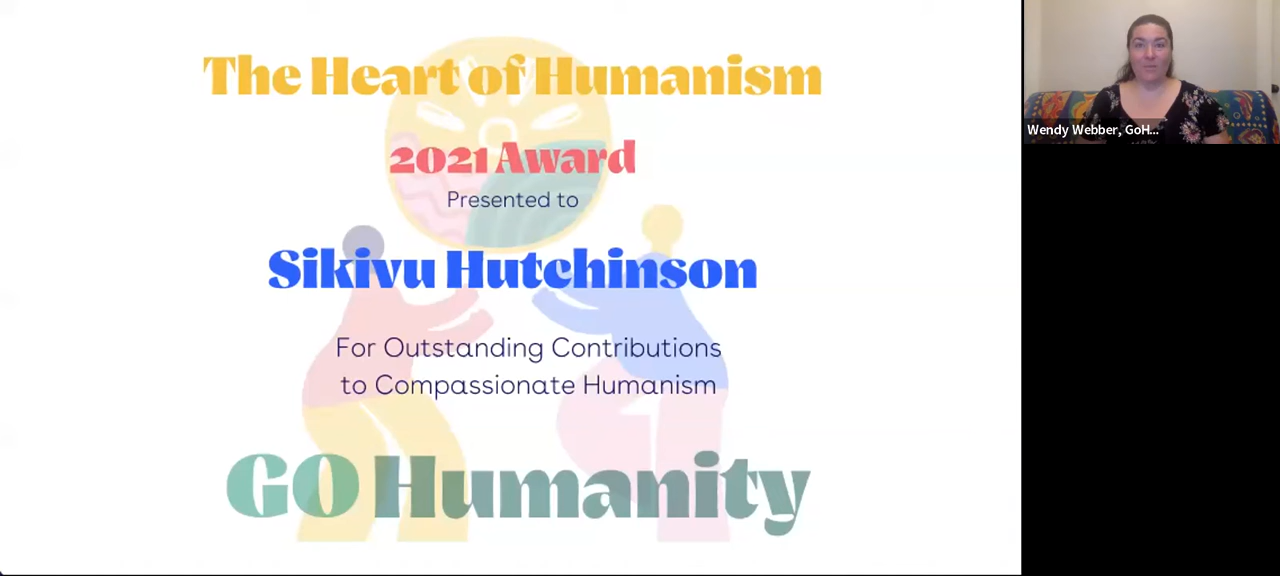 The Heart of Humanism
2021 Award
Presented to
Sikivu Hutchinson
For Outstanding Contributions
to Compassionate Humanism
GO Humanity
Wendy Webber, GoH...